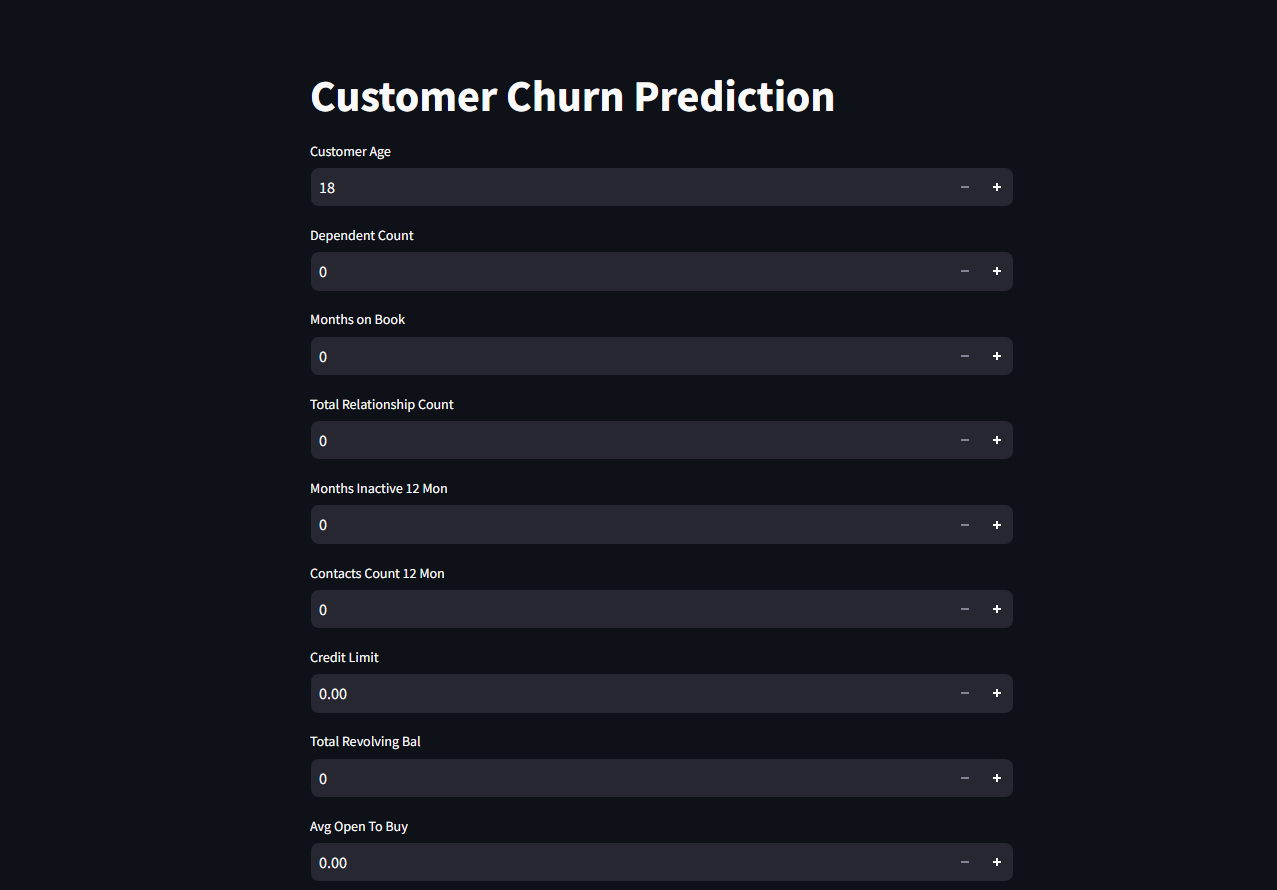 Customer Churn Prediction
Customer Age
18
Dependent Count
0
Months on Book
0
Total Relationship Count
0
Months Inactive 12 Mon
0
Contacts Count 12 Mon
0
Credit Limit
0.00
Total Revolving Bal
0
Avg Open To Buy
0.00